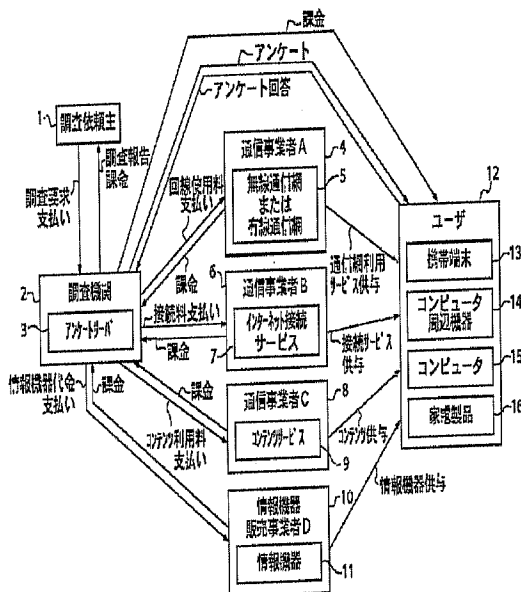 課金
アンケート
アンケート回答
1
調査依頼主
調査要求
支払い
調査報告
課金
回線使用料
支払い
課金
通信事業者A
4
無線通信網
または
有線通信網
5
通信網利用
サービス供与
12
ユーザ
携帯端末
13
コンピュータ
周辺機器
14
コンピュータ
15
家電製品
16
2
調査機関
3
アンケートサーバ
接続料支払い
課金
6
通信事業者B
インターネット接続
サービス
7
接続サービス
供与
情報機器代金
支払い
課金
課金
コンテンツ利用料
支払い
8
通信事業者C
コンテンツサービス
9
コンテンツ供与
10
情報機器
販売事業者D
情報機器
11
情報機器供与